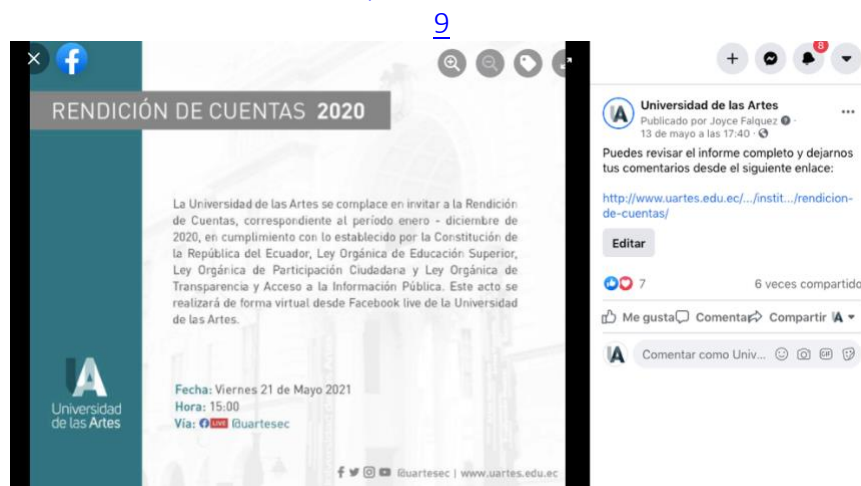 9
RENDICIÓN DE CUENTAS 2020
La Universidad de las Artes se complace en invitar a la Rendición
de Cuentas, correspondiente al período enero - diciembre de
2020, en cumplimiento con lo establecido por la Constitución de
la República del Ecuador, Ley Orgánica de Educación Superior,
Ley Orgánica de Participación Ciudadana y Ley Orgánica de
Transparencia y Acceso a la Información Pública. Este acto se
realizará de forma virtual desde Facebook live de la Universidad
de las Artes.
Universidad
de las Artes
Fecha: Viernes 21 de Mayo 2021
Hora: 15:00
Vía: LIVE @uartesec
@uartesec | www.uartes.edu.ec
8
Universidad de las Artes
Publicado por Joyce Falquez
13 de mayo a las 17:40 ·
Puedes revisar el informe completo y dejarnos
tus comentarios desde el siguiente enlace:
http://www.uartes.edu.ec/.../instit.../rendicion-
de-cuentas/
Editar
7
6 veces compartido
Me gusta Comentar Compartir
Comentar como Univ... GIF